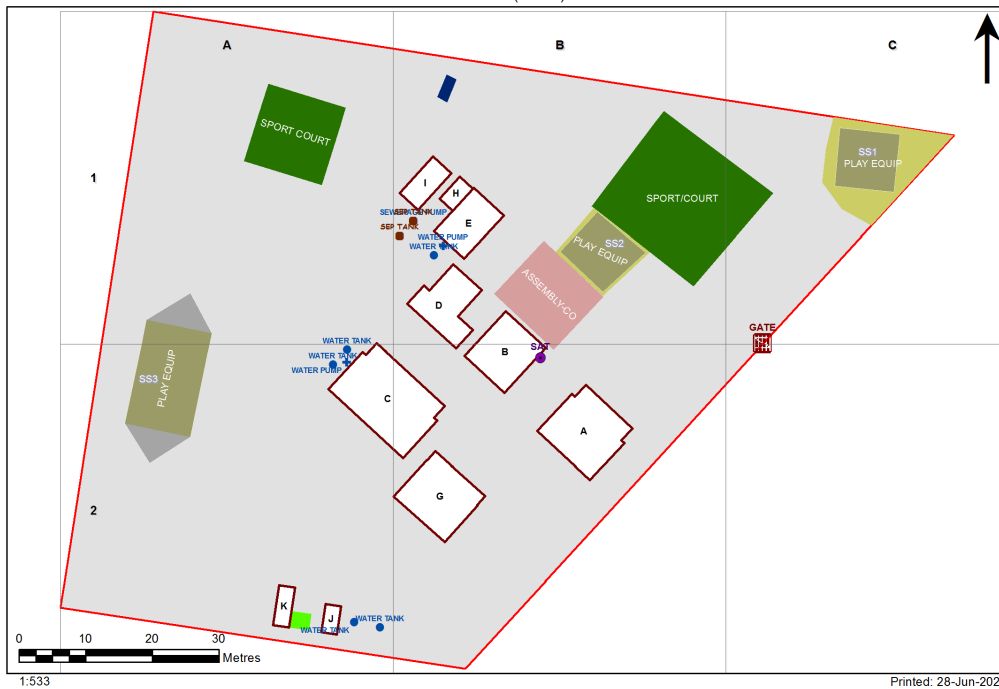 A
B
C
SPORT COURT
1
SS1
PLAY EQUIP
I
H
SPORT/COURT
E
SEP TANK
WATER PUMP
WATER TANK
SS2
PLAY EQUIP
ASSEMBLY-CO
D
GATE
WATER TANK
SAT
B
WATER TANK
WATER PUMP
SS3
PLAY EQUIP
C
A
G
2
K
J
WATER TANK
WATER TANK
0 10 20 30
Metres
1:533
Printed: 28-Jun-202